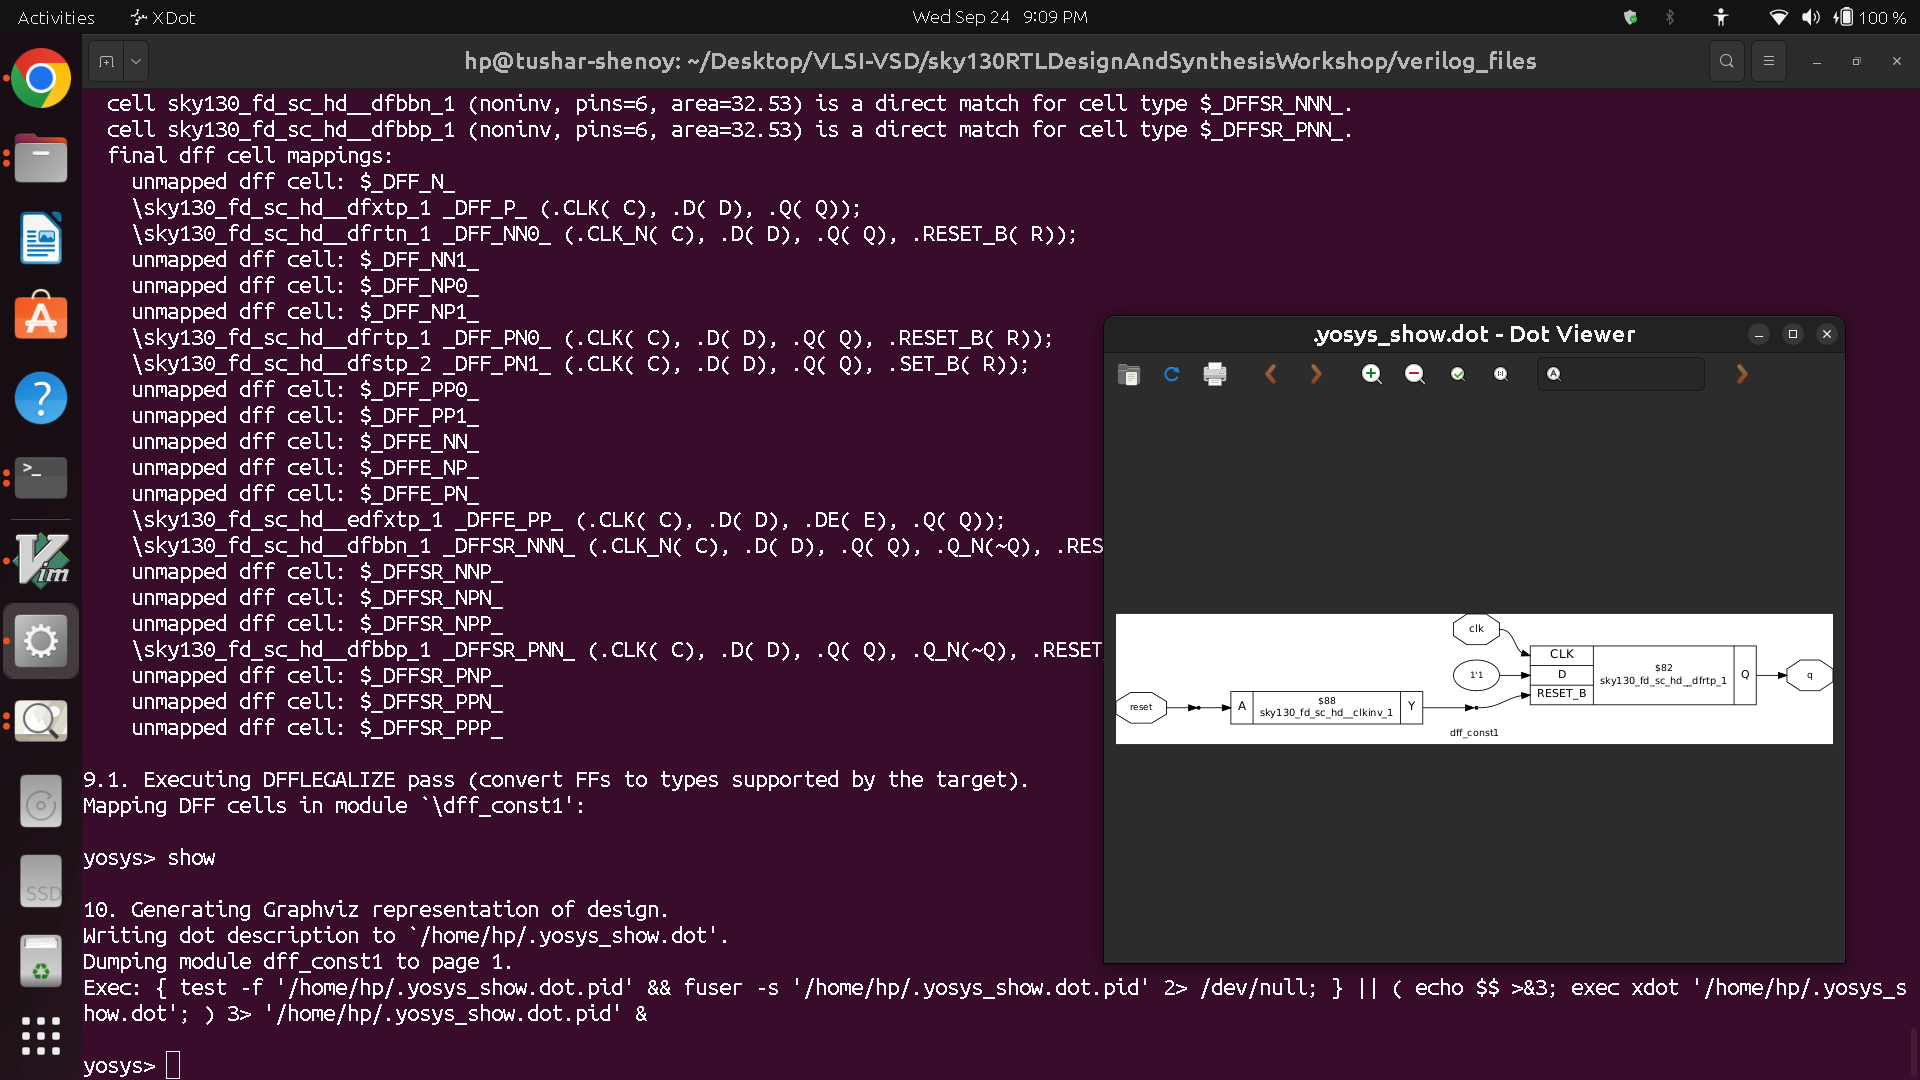 Activities
XDot
Wed Sep 24 9:09 PM
100 %
hp@tushar-shenoy: ~/Desktop/VLSI-VSD/sky130RTLDesignAndSynthesisWorkshop/verilog_files
cell sky130_fd_sc_hd__dfbbn_1 (noninv, pins=6, area=32.53) is a direct match for cell type $_DFFSR_NNN_.
cell sky130_fd_sc_hd__dfbbp_1 (noninv, pins=6, area=32.53) is a direct match for cell type $_DFFSR_PNN_.
final dff cell mappings:
unmapped dff cell: $_DFF_N_
\sky130_fd_sc_hd__dfxtp_1 _DFF_P_ (.CLK( C), .D( D), .Q( Q));
\sky130_fd_sc_hd__dfrtn_1 _DFF_NN0_ (.CLK_N( C), .D( D), .Q( Q), .RESET_B( R));
unmapped dff cell: $_DFF_NN1_
unmapped dff cell: $_DFF_NP0_
unmapped dff cell: $_DFF_NP1_
\sky130_fd_sc_hd__dfrtp_1 _DFF_PN0_ (.CLK( C), .D( D), .Q( Q), .RESET_B( R));
\sky130_fd_sc_hd__dfstp_2 _DFF_PN1_ (.CLK( C), .D( D), .Q( Q), .SET_B( R));
unmapped dff cell: $_DFF_PP0_
unmapped dff cell: $_DFF_PP1_
unmapped dff cell: $_DFFE_NN_
unmapped dff cell: $_DFFE_NP_
unmapped dff cell: $_DFFE_PN_
\sky130_fd_sc_hd__edfxtp_1 _DFFE_PP_ (.CLK( C), .D( D), .DE( E), .Q( Q));
\sky130_fd_sc_hd__dfbbn_1 _DFFSR_NNN_ (.CLK_N( C), .D( D), .Q( Q), .Q_N(~Q), .RES
unmapped dff cell: $_DFFSR_NNP_
unmapped dff cell: $_DFFSR_NPN_
unmapped dff cell: $_DFFSR_NPP_
\sky130_fd_sc_hd__dfbbp_1 _DFFSR_PNN_ (.CLK( C), .D( D), .Q( Q), .Q_N(~Q), .RESET
unmapped dff cell: $_DFFSR_PNP_
unmapped dff cell: $_DFFSR_PPN_
unmapped dff cell: $_DFFSR_PPP_
9.1. Executing DFFLEGALIZE pass (convert FFs to types supported by the target).
Mapping DFF cells in module `\dff_const1':
yosys> show
10. Generating Graphviz representation of design.
Writing dot description to `/home/hp/.yosys_show.dot'.
Dumping module dff_const1 to page 1.
Exec: { test -f '/home/hp/.yosys_show.dot.pid' && fuser -s '/home/hp/.yosys_show.dot.pid' 2> /dev/null; } || ( echo $$ >&3; exec xdot '/home/hp/.yosys_s
how.dot'; ) 3> '/home/hp/.yosys_show.dot.pid' &
yosys>
.yosys_show.dot - Dot Viewer
clk
1'1
reset
A
$88
sky130_fd_sc_hd__clkinv_1
Y
CLK
D
RESET_B
$82
sky130_fd_sc_hd__dfrtp_1
Q
q
dff_const1
Vim
SSD